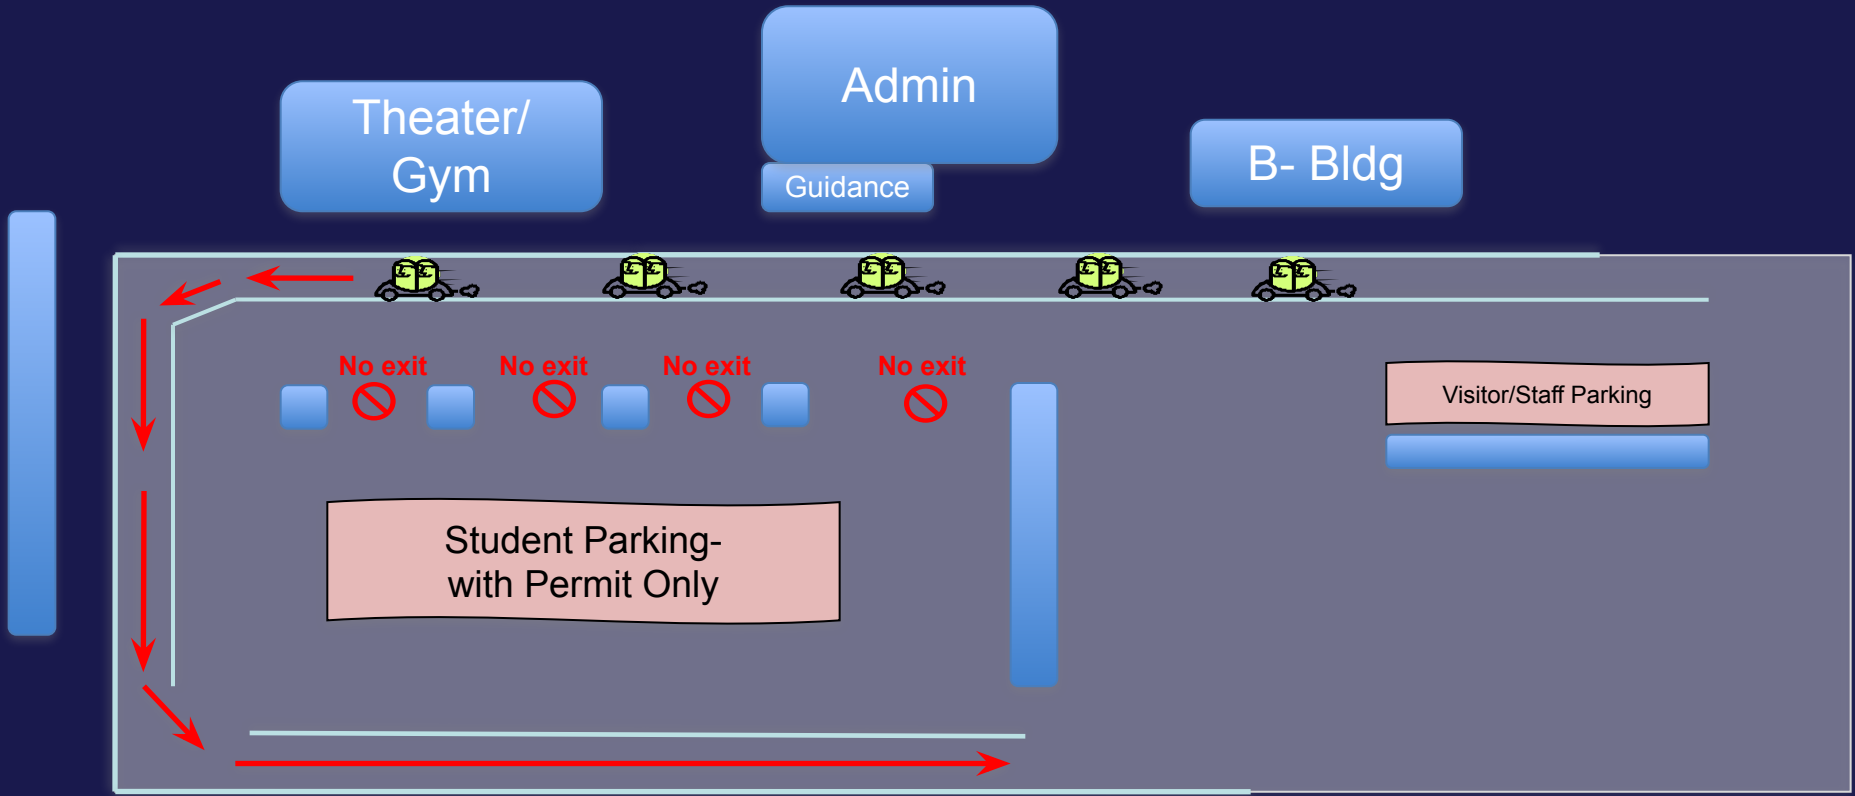 Admin
Theater/
Gym
B- Bldg
Guidance
No exit
No exit
No exit
No exit
Visitor/Staff Parking
Student Parking-
with Permit Only